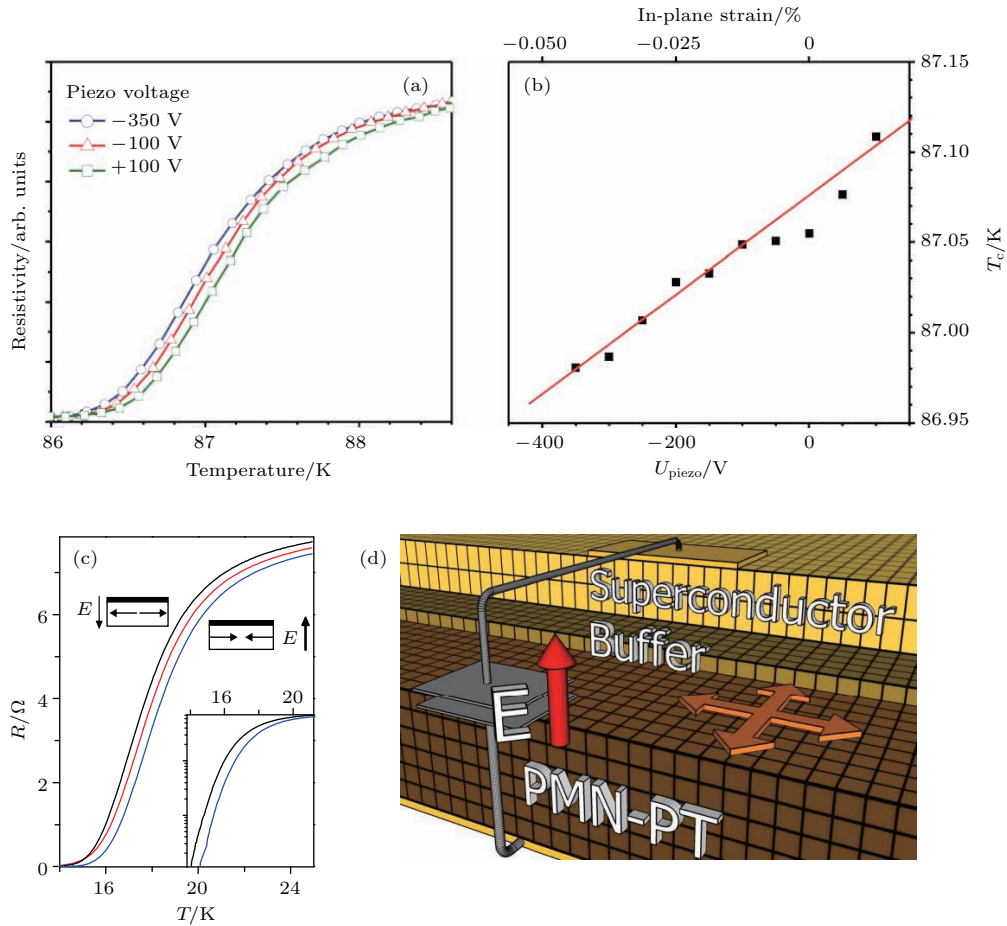 (a)
Piezo voltage
−350 V
−100 V
+100 V
Resistivity/arb. units
86
87
88
Temperature/K
In-plane strain/%
−0.050
−0.025
0
(b)
87.15
87.10
87.05
87.00
86.95
T_c/K
−400
−200
0
U_piezo/V
(c)
E
E
R/Ω
6
4
2
0
16
20
16
20
24
T/K
(d)
Superconductor
Buffer
E
PMN-PT